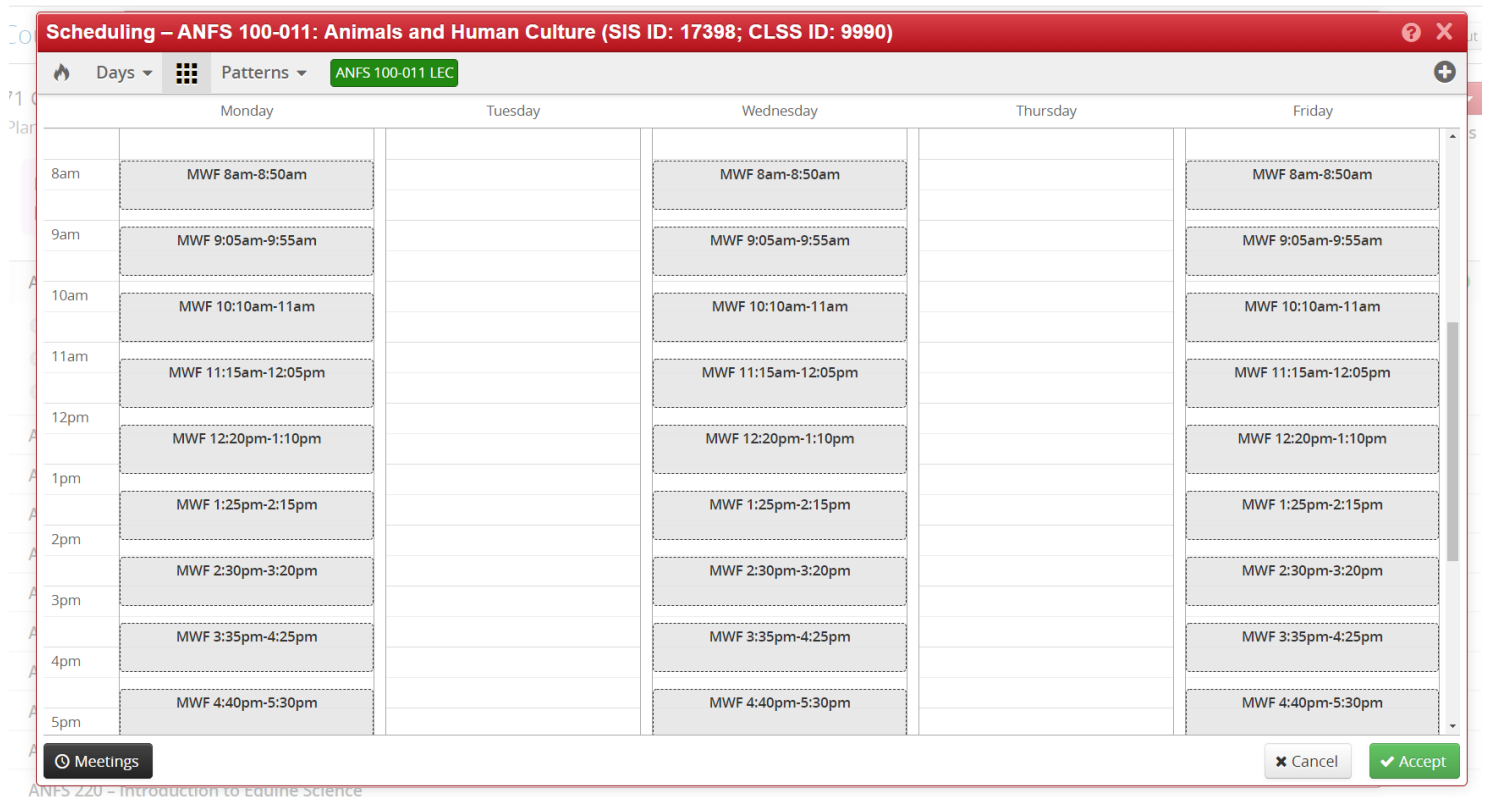 Scheduling – ANFS 100-011: Animals and Human Culture (SIS ID: 17398; CLSS ID: 9990)
Days Patterns ANFS 100-011 LEC
Monday Tuesday Wednesday Thursday Friday
8am MWF 8am-8:50am MWF 8am-8:50am MWF 8am-8:50am
9am MWF 9:05am-9:55am MWF 9:05am-9:55am MWF 9:05am-9:55am
10am MWF 10:10am-11am MWF 10:10am-11am MWF 10:10am-11am
11am MWF 11:15am-12:05pm MWF 11:15am-12:05pm MWF 11:15am-12:05pm
12pm MWF 12:20pm-1:10pm MWF 12:20pm-1:10pm MWF 12:20pm-1:10pm
1pm MWF 1:25pm-2:15pm MWF 1:25pm-2:15pm MWF 1:25pm-2:15pm
2pm MWF 2:30pm-3:20pm MWF 2:30pm-3:20pm MWF 2:30pm-3:20pm
3pm MWF 3:35pm-4:25pm MWF 3:35pm-4:25pm MWF 3:35pm-4:25pm
4pm MWF 4:40pm-5:30pm MWF 4:40pm-5:30pm MWF 4:40pm-5:30pm
5pm
Meetings Cancel Accept
ANFS 220 – Introduction to Equine Science